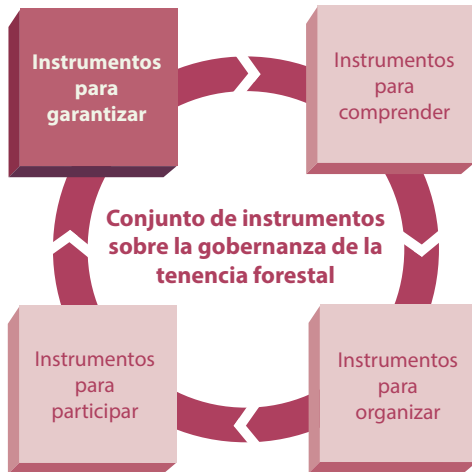 Instrumentos
para
garantizar
Instrumentos
para
comprender
Conjunto de instrumentos
sobre la gobernanza de la
tenencia forestal
Instrumentos
para
participar
Instrumentos
para
organizar